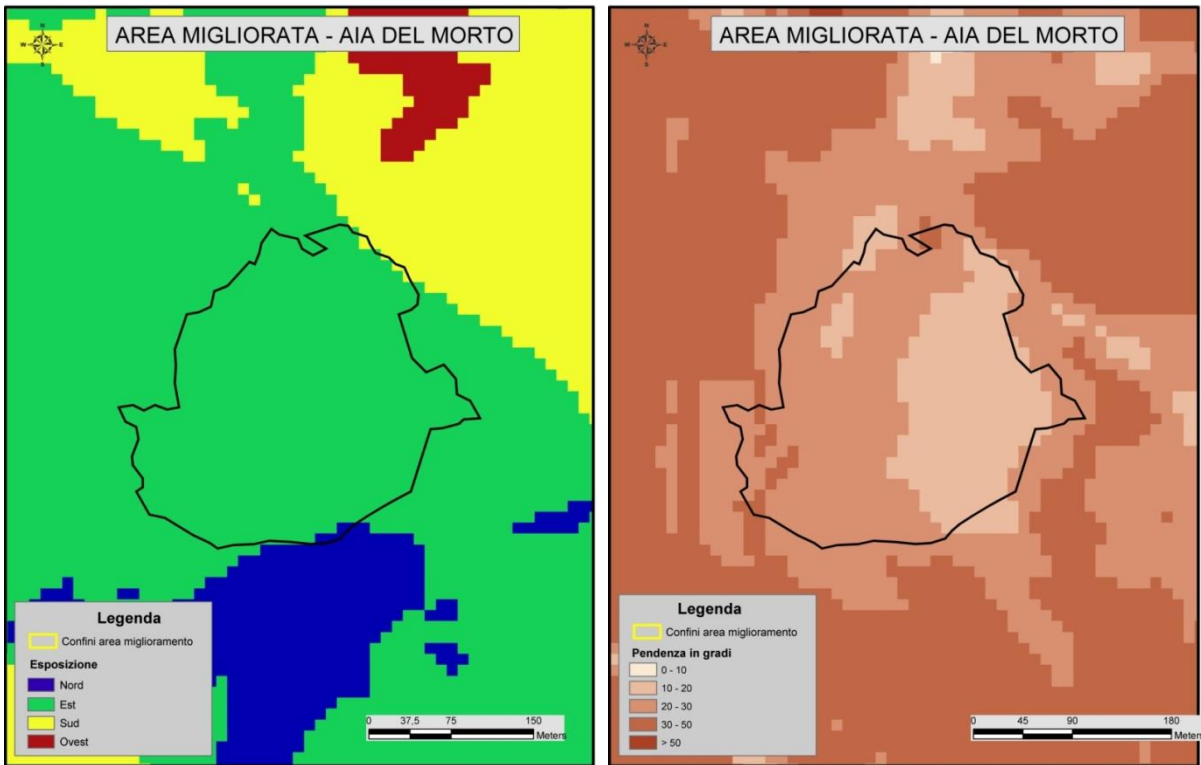 AREA MIGLIORATA - AIA DEL MORTO
N
W E
S
Legenda
Confini area miglioramento
Esposizione
Nord
Est
Sud
Ovest
0 37,5 75 150
Meters
AREA MIGLIORATA - AIA DEL MORTO
N
W E
S
Legenda
Confini area miglioramento
Pendenza in gradi
0 - 10
10 - 20
20 - 30
30 - 50
> 50
0 45 90 180
Meters